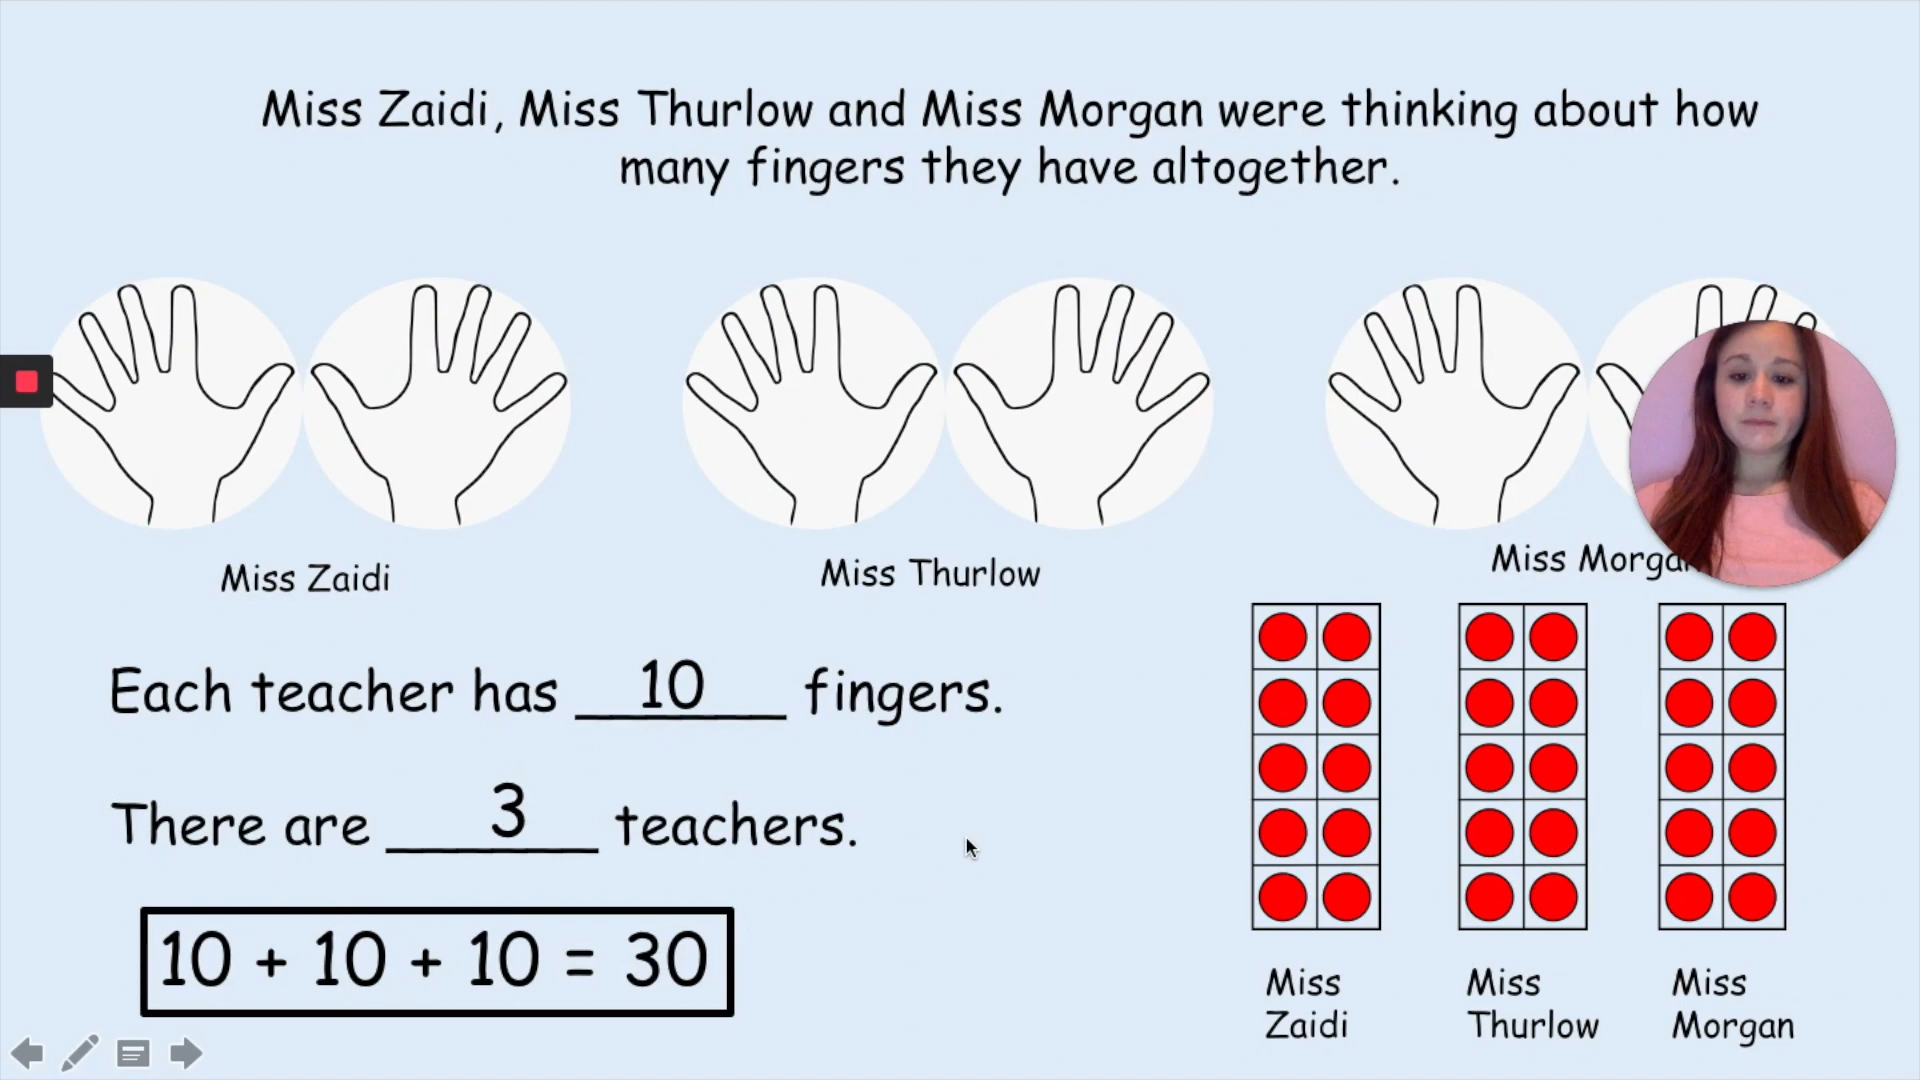 Miss Zaidi, Miss Thurlow and Miss Morgan were thinking about how
many fingers they have altogether.
Miss Zaidi
Miss Thurlow
Miss Morgan
Each teacher has 10 fingers.
There are 3 teachers.
10 + 10 + 10 = 30
Miss
Zaidi
Miss
Thurlow
Miss
Morgan